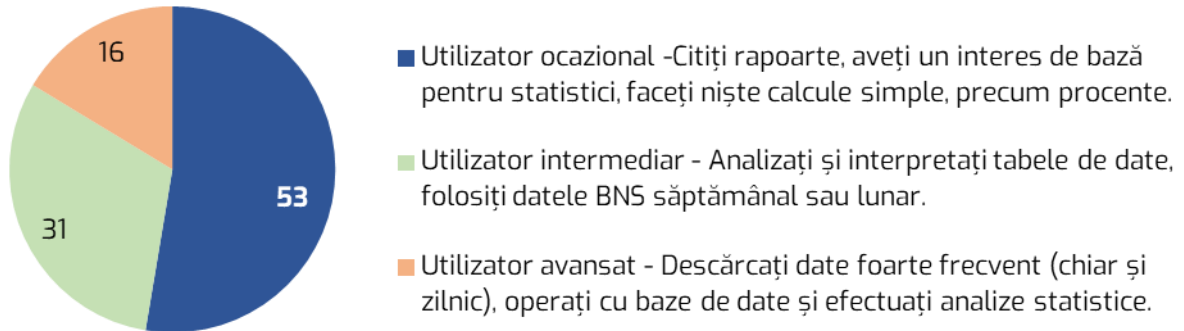 16
53
31
Utilizator ocazional -Citiți rapoarte, aveți un interes de bază
pentru statistici, faceți niște calcule simple, precum procente.
Utilizator intermediar - Analizați și interpretați tabele de date,
folosiți datele BNS săptămânal sau lunar.
Utilizator avansat - Descărcați date foarte frecvent (chiar și
zilnic), operați cu baze de date și efectuați analize statistice.